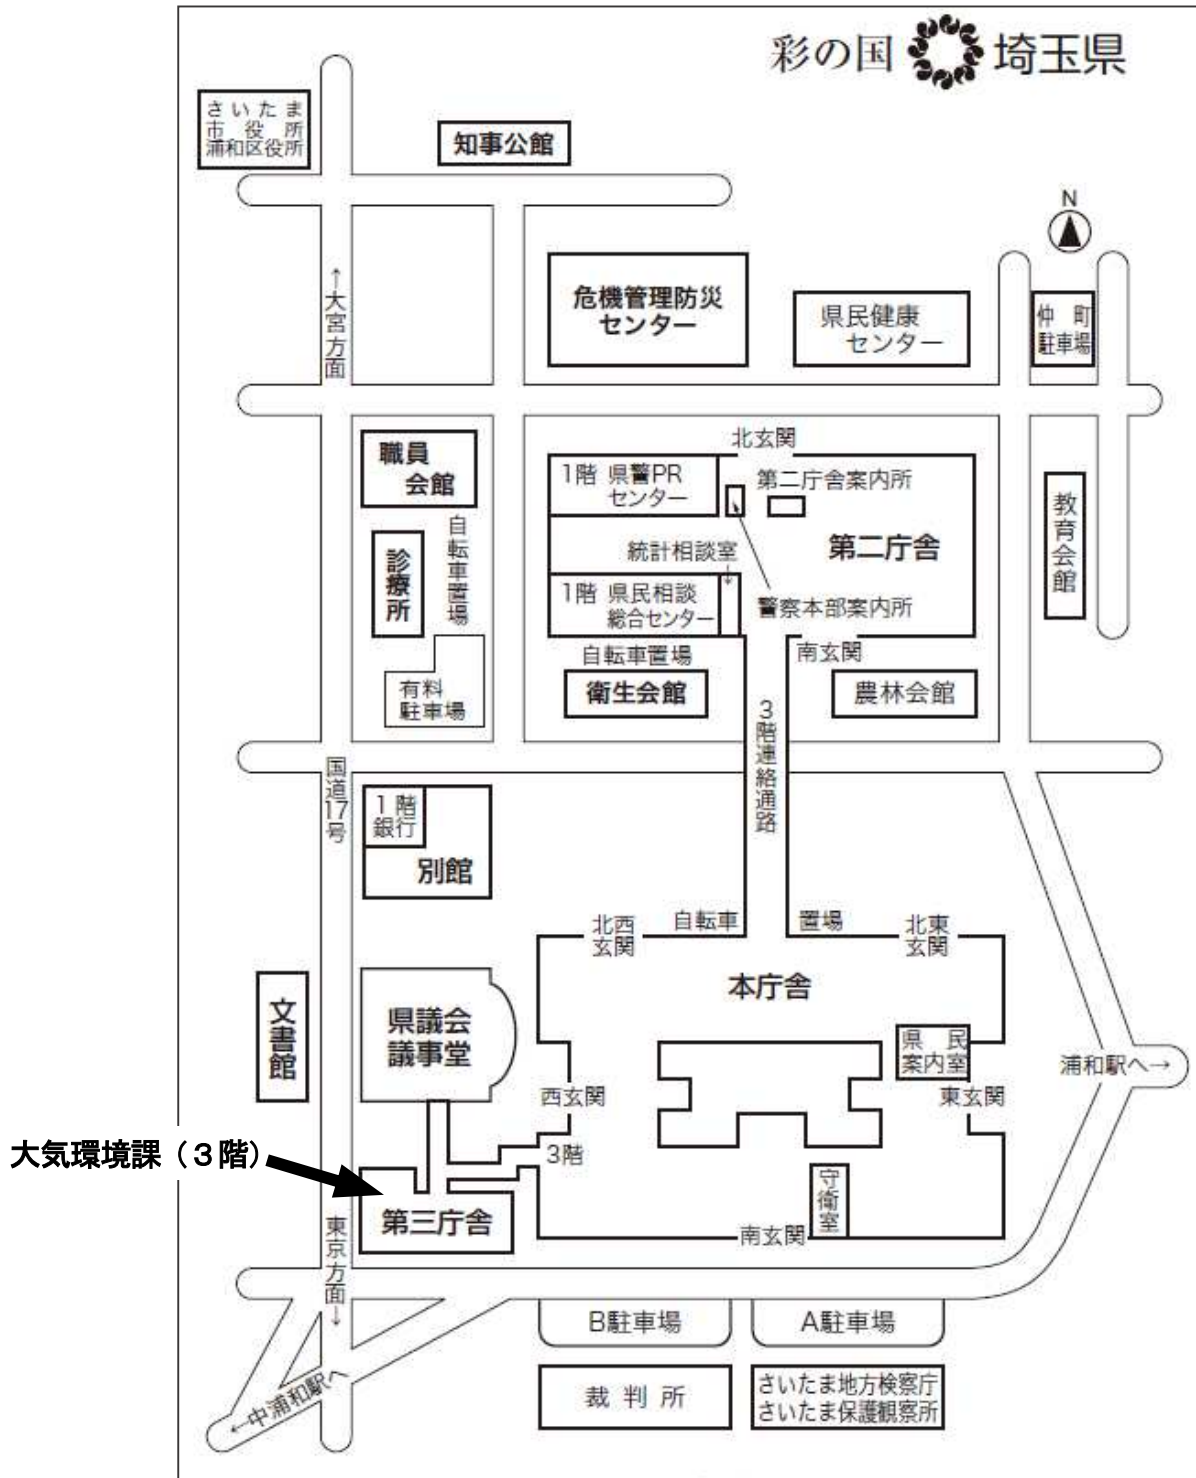 彩の国 埼玉県
さいたま
市役所
浦和区役所
知事公館
N
↑大宮方面
危機管理防災
センター
県民健康
センター
仲町
駐車場
職員
会館
北玄関
1階 県警PR
センター
第二庁舎案内所
自転車置場
診療所
統計相談室
↓
第二庁舎
教育会館
1階 県民相談
総合センター
警察本部案内所
自転車置場
南玄関
有料
駐車場
衛生会館
農林会館
3階連絡通路
国道17号
1階
銀行
別館
北西
玄関
自転車
置場
北東
玄関
本庁舎
文書館
県議会
議事堂
県民
案内室
浦和駅へ→
西玄関
東玄関
大気環境課(3階)
3階
守衛室
第三庁舎
南玄関
東京方面↓
B駐車場
A駐車場
←中浦和駅へ
裁判所
さいたま地方検察庁
さいたま保護観察所